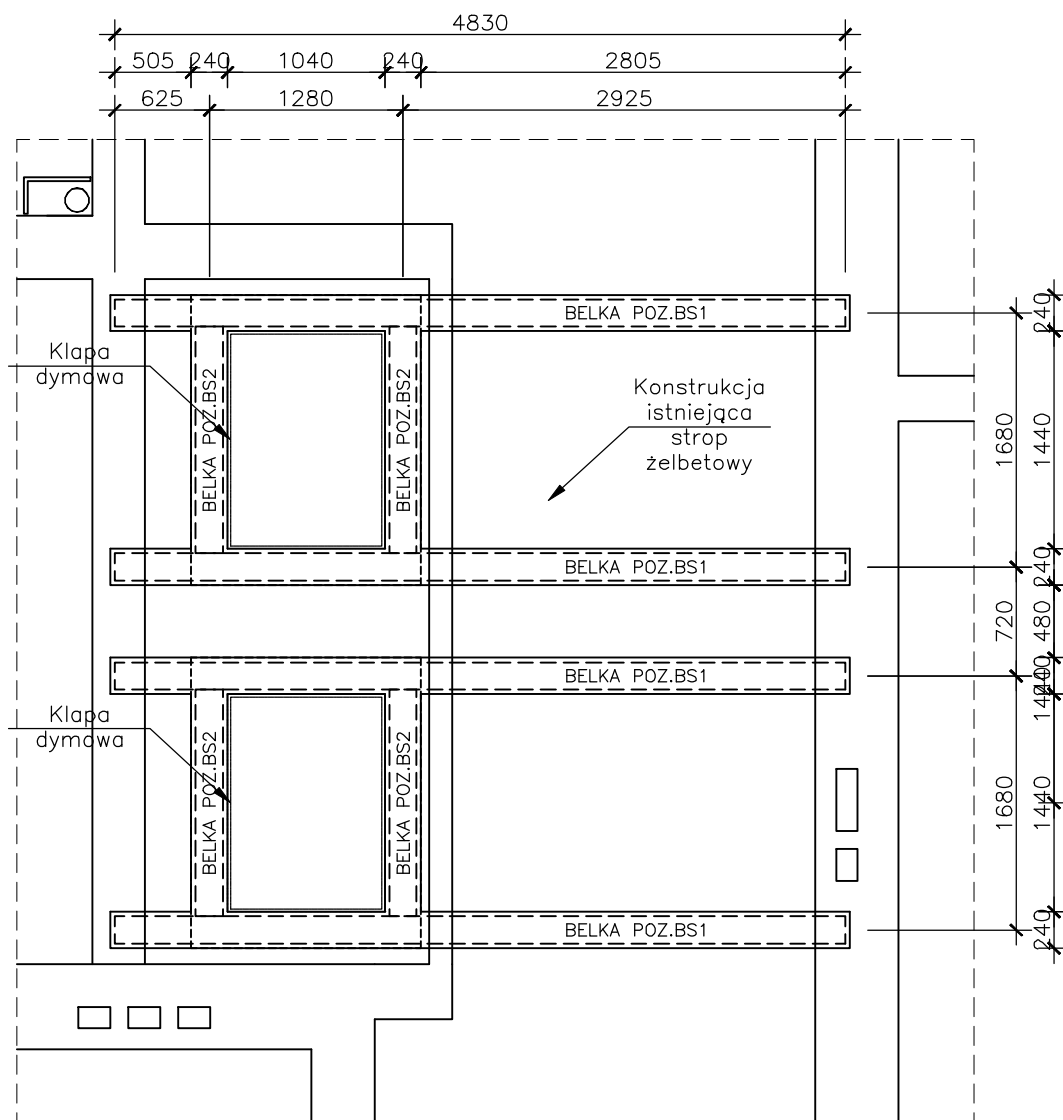 4830
505 240 1040 240 2805
625 1280 2925
BELKA POZ.BS1
240
Klapa
dymowa
BELKA POZ.BS2
BELKA POZ.BS2
Konstrukcja
istniejąca
strop
żelbetowy
1680
1440
BELKA POZ.BS1
240
720
480
BELKA POZ.BS1
240
Klapa
dymowa
BELKA POZ.BS2
BELKA POZ.BS2
1680
1440
BELKA POZ.BS1
240